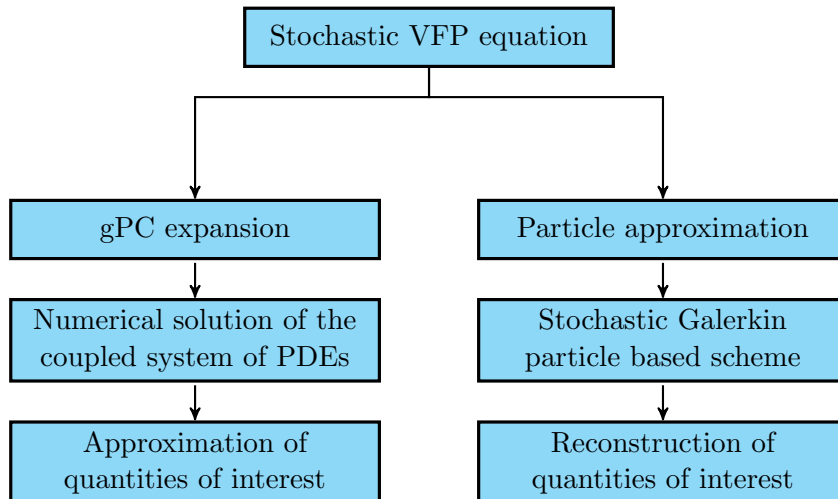 Stochastic VFP equation
gPC expansion
Particle approximation
Numerical solution of the
coupled system of PDEs
Stochastic Galerkin
particle based scheme
Approximation of
quantities of interest
Reconstruction of
quantities of interest